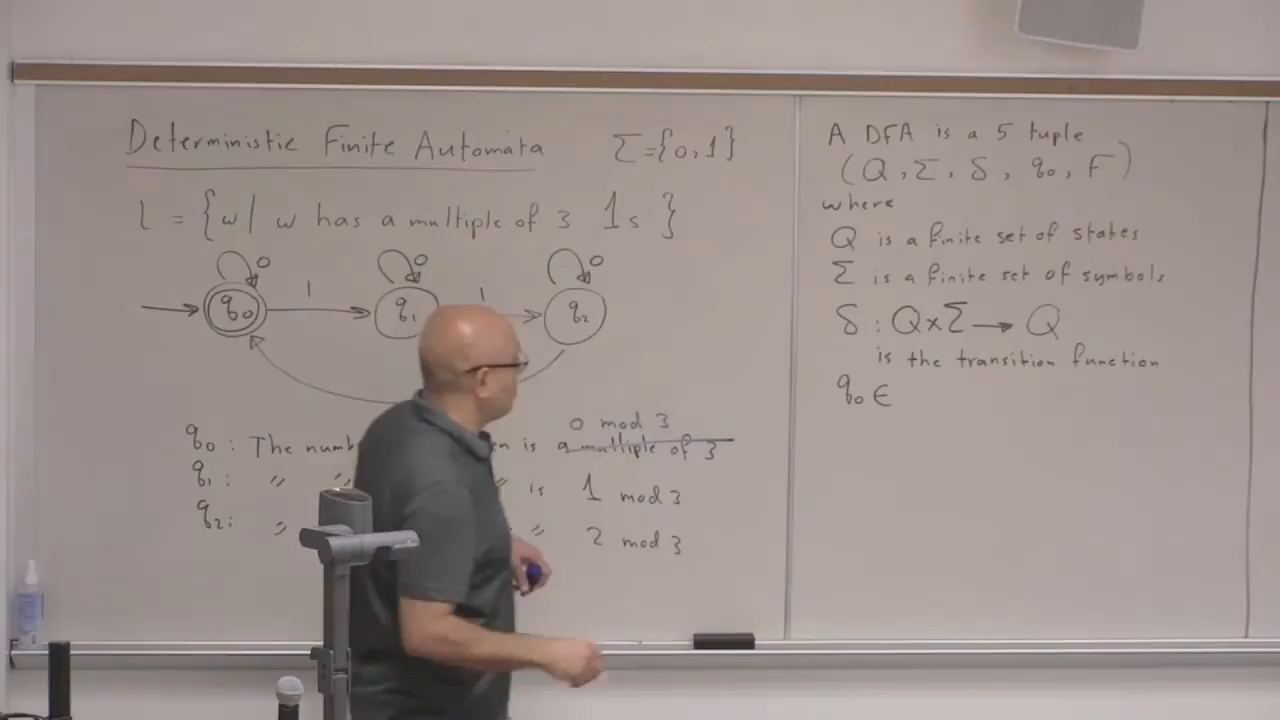 Deterministic Finite Automata Σ={0,1}
L = {w| w has a multiple of 3 1s}
0 0 0
1 1
q0 q1 q2
0 mod 3
q0: The is a multiple of 3
q1: " " " is 1 mod 3
q2: " " 2 mod 3
A DFA is a 5 tuple
(Q, Σ, δ, q0, F)
where
Q is a finite set of states
Σ is a finite set of symbols
δ : Q×Σ → Q
is the transition function
q0 ∈